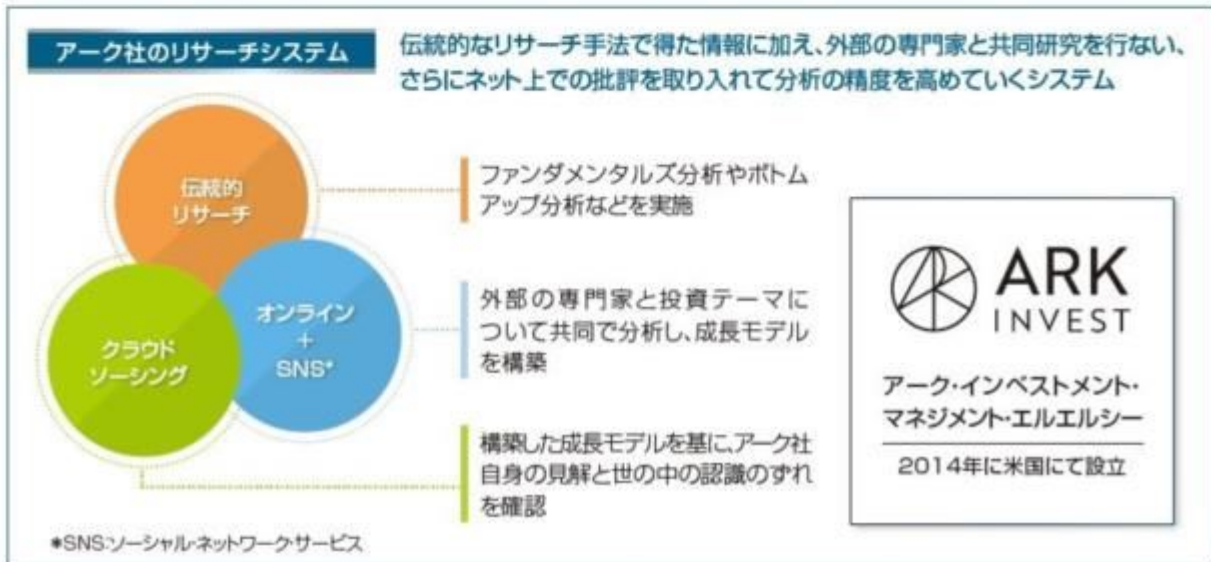 アーク社のリサーチシステム
伝統的なリサーチ手法で得た情報に加え、外部の専門家と共同研究を行ない、
さらにネット上での批評を取り入れて分析の精度を高めていくシステム
伝統的
リサーチ
オンライン
+
SNS*
クラウド
ソーシング
ファンダメンタルズ分析やボトム
アップ分析などを実施
外部の専門家と投資テーマに
ついて共同で分析し、成長モデル
を構築
構築した成長モデルを基に、アーク社
自身の見解と世の中の認識のずれ
を確認
*SNS:ソーシャル・ネットワーク・サービス
ARK
INVEST
アーク・インベストメント・
マネジメント・エルエルシー
2014年に米国にて設立